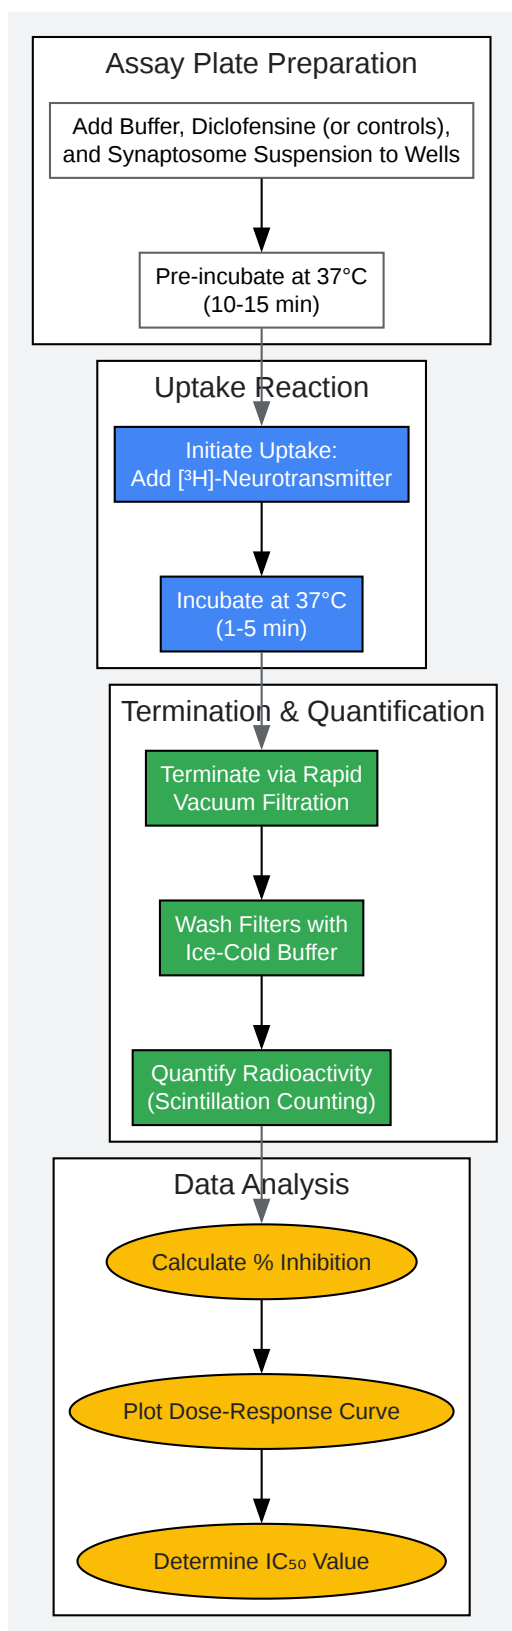 Assay Plate Preparation
Add Buffer, Diclofensine (or controls),
and Synaptosome Suspension to Wells
Pre-incubate at 37°C
(10-15 min)
Uptake Reaction
Initiate Uptake:
Add [³H]-Neurotransmitter
Incubate at 37°C
(1-5 min)
Termination & Quantification
Terminate via Rapid
Vacuum Filtration
Wash Filters with
Ice-Cold Buffer
Quantify Radioactivity
(Scintillation Counting)
Data Analysis
Calculate % Inhibition
Plot Dose-Response Curve
Determine IC₅₀ Value